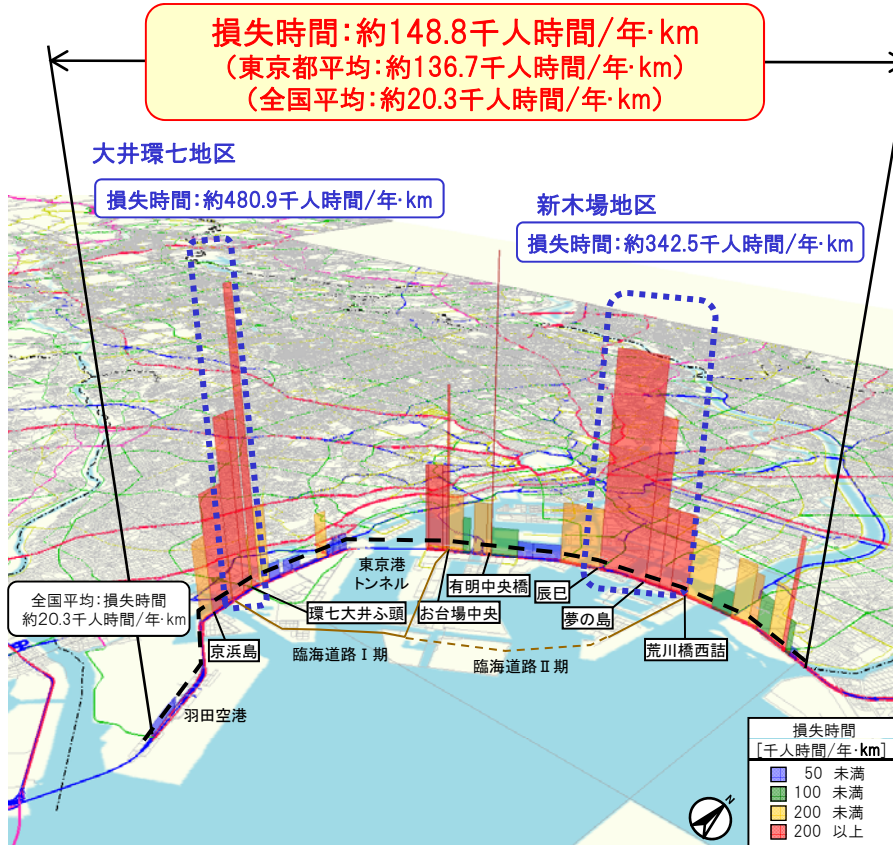 損失時間：約148.8千人時間/年・km
（東京都平均：約136.7千人時間/年・km）
（全国平均：約20.3千人時間/年・km）
大井環七地区
損失時間：約480.9千人時間/年・km
新木場地区
損失時間：約342.5千人時間/年・km
東京港
トンネル
有明中央橋
全国平均：損失時間
約20.3千人時間/年・km
環七大井ふ頭
お台場中央
辰巳
夢の島
京浜島
荒川橋西詰
臨海道路Ⅰ期
臨海道路Ⅱ期
羽田空港
損失時間
[千人時間/年・km]
50 未満
100 未満
200 未満
200 以上
N